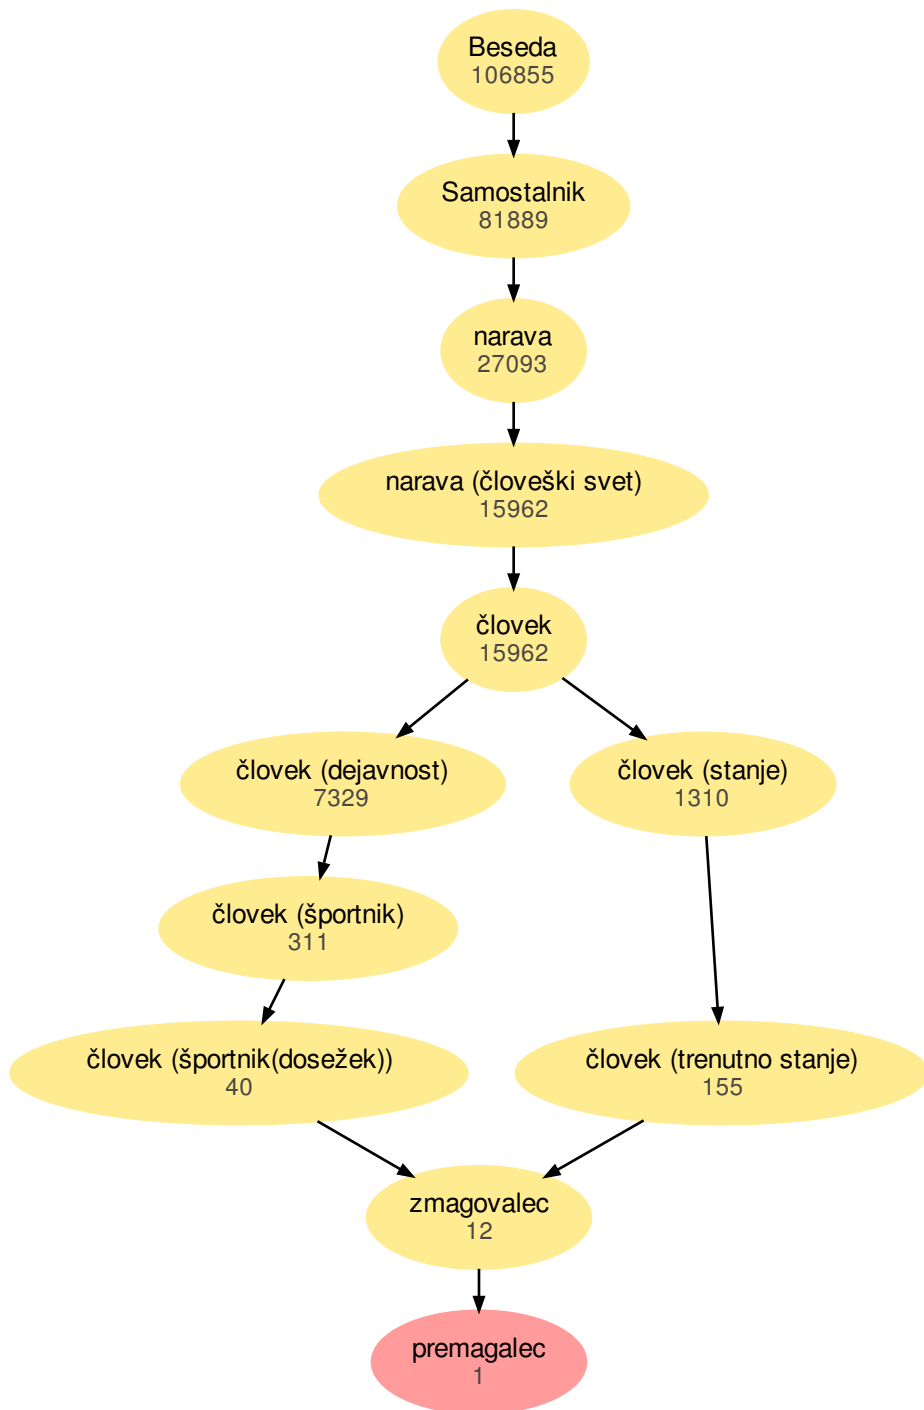 Beseda
106855
Samostalnik
81889
narava
27093
narava (človeški svet)
15962
človek
15962
človek (dejavnost)
7329
človek (stanje)
1310
človek (športnik)
311
človek (športnik(dosežek))
40
človek (trenutno stanje)
155
zmagovalec
12
premagalec
1